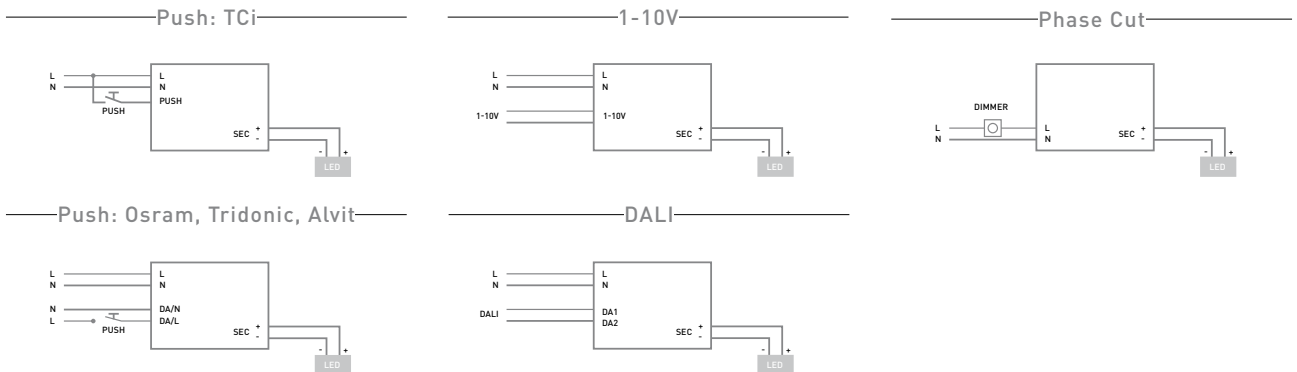 Push: TCi
L
N
PUSH
L
N
PUSH
SEC
+
-
-
+
LED
1-10V
L
N
1-10V
L
N
1-10V
SEC
+
-
-
+
LED
Phase Cut
DIMMER
L
N
L
N
SEC
+
-
-
+
LED
Push: Osram, Tridonic, Alvit
L
N
N
L
PUSH
L
N
DA/N
DA/L
SEC
+
-
-
+
LED
DALI
L
N
DALI
L
N
DA1
DA2
SEC
+
-
-
+
LED